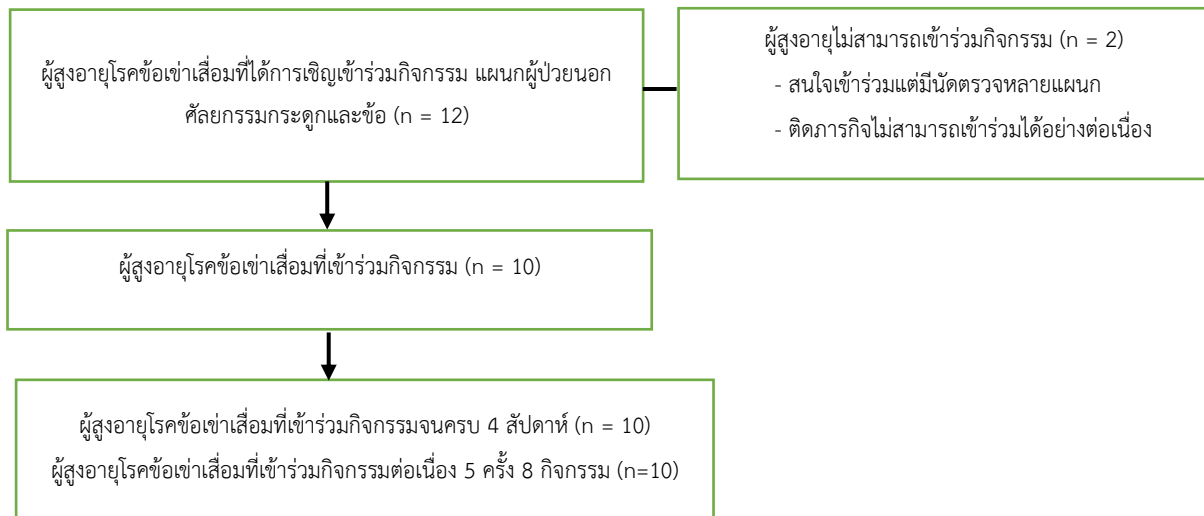 ผู้สูงอายุโรคข้อเข่าเสื่อมที่ได้การเชิญเข้าร่วมกิจกรรม แผนกผู้ป่วยนอก
ศัลยกรรมกระดูกและข้อ (n = 12)
ผู้สูงอายุไม่สามารถเข้าร่วมกิจกรรม (n = 2)
- สนใจเข้าร่วมแต่มีนัดตรวจหลายแผนก
- ติดภารกิจไม่สามารถเข้าร่วมได้อย่างต่อเนื่อง
ผู้สูงอายุโรคข้อเข่าเสื่อมที่เข้าร่วมกิจกรรม (n = 10)
ผู้สูงอายุโรคข้อเข่าเสื่อมที่เข้าร่วมกิจกรรมจนครบ 4 สัปดาห์ (n = 10)
ผู้สูงอายุโรคข้อเข่าเสื่อมที่เข้าร่วมกิจกรรมต่อเนื่อง 5 ครั้ง 8 กิจกรรม (n=10)